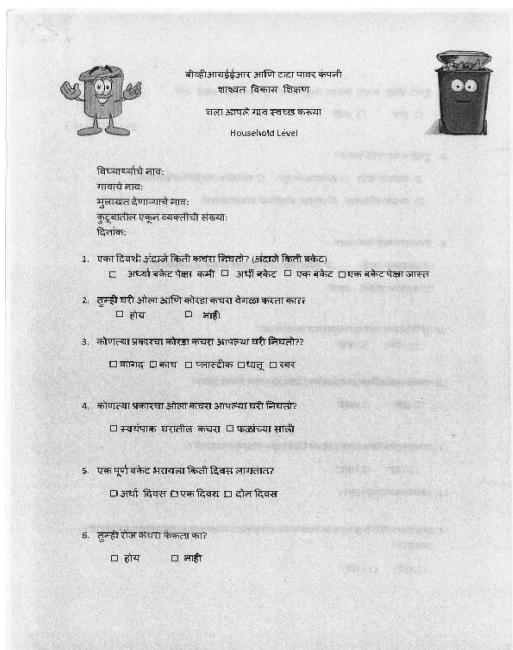 बीव्हीआयईईआर आणि टाटा पावर कंपनी
शाश्वत विकास शिक्षण
चला आपले गाव स्वच्छ करूया
Household Level
विध्यार्थ्याचे नाव:
गावाचे नाव:
मुलाखत देणाऱ्याचे नाव:
कुटूंबातील एकून व्यक्तींची संख्या:
दिनांक:
1. एका दिवशी अंदाजे किती कचरा निघतो? (अंदाजे किती बकेट)
□ अर्ध्या बकेट पेक्षा कमी □ अर्धी बकेट □ एक बकेट □एक बकेट पेक्षा जास्त
2. तुम्ही घरी ओला आणि कोरडा कचरा वेगळा करता का??
□ होय □ नाही
3. कोणत्या प्रकारचा कोरडा कचरा आपल्या घरी निघतो??
□ कागद □ काच □ प्लास्टीक □धातू □ रबर
4. कोणत्या प्रकारचा ओला कचरा आपल्या घरी निघतो?
□ स्वयंपाक घरातील कचरा □ फळांच्या साली
5. एक पूर्ण बकेट भरायला किती दिवस लागतात?
□ अर्धा दिवस □ एक दिवस □ दोन दिवस
6. तुम्ही रोज कचरा फेकता का?
□ होय □ नाही